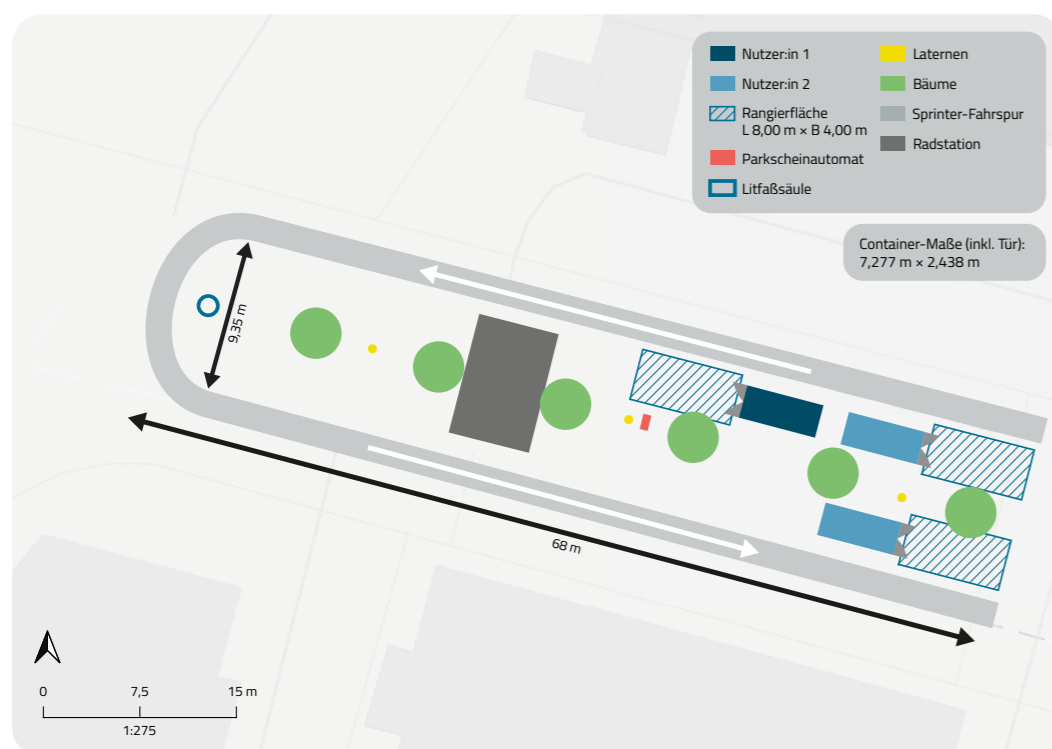 Nutzer:in 1
Nutzer:in 2
Rangierfläche
L 8,00 m × B 4,00 m
Parkscheinautomat
Litfaßsäule
Laternen
Bäume
Sprinter-Fahrspur
Radstation
Container-Maße (inkl. Tür):
7,277 m × 2,438 m
9,35 m
68 m
0 7,5 15 m
1:275